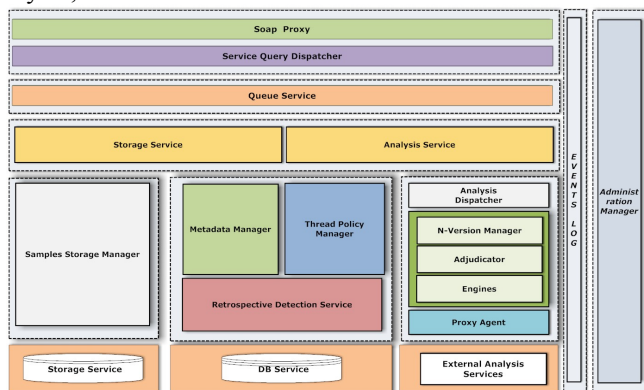 Soap Proxy
Service Query Dispatcher
Queue Service
Storage Service
Analysis Service
Samples Storage Manager
Metadata Manager
Thread Policy
Manager
Retrospective Detection Service
Analysis
Dispatcher
N-Version Manager
Adjudicator
Engines
Proxy Agent
Storage Service
DB Service
External Analysis
Services
E
V
E
N
T
S
L
O
G
Administ
ration
Manager